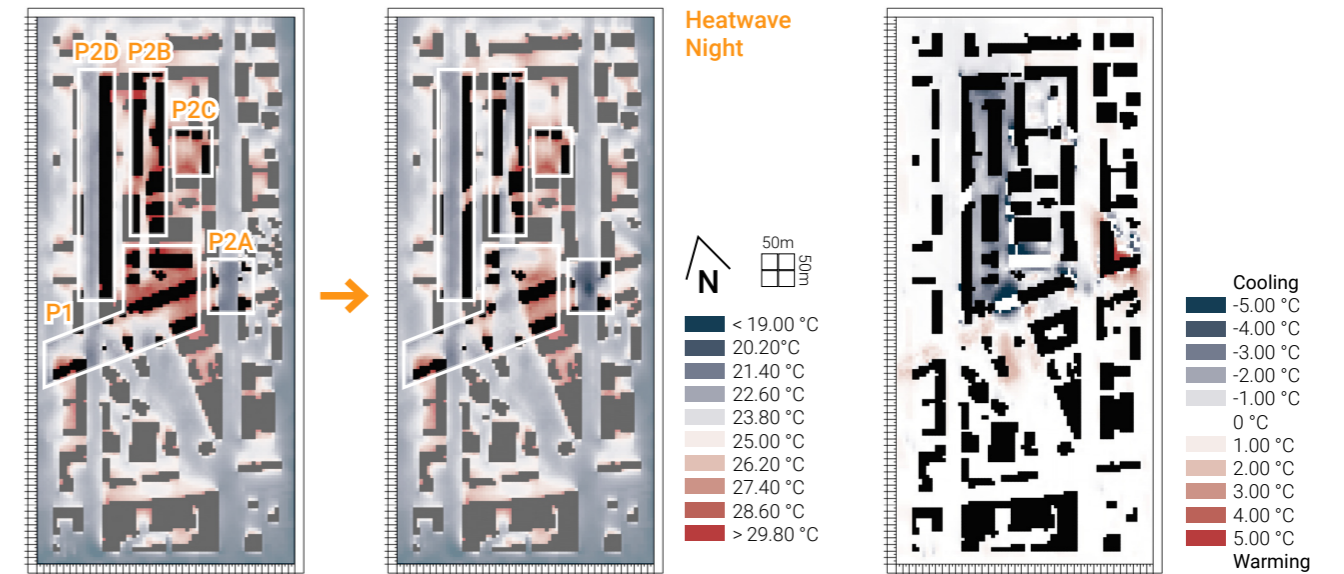 P2D P2B
P2C
P2A
P1
Heatwave
Night
N
50m
50m
< 19.00 °C
20.20°C
21.40 °C
22.60 °C
23.80 °C
25.00 °C
26.20 °C
27.40 °C
28.60 °C
> 29.80 °C
Cooling
-5.00 °C
-4.00 °C
-3.00 °C
-2.00 °C
-1.00 °C
0 °C
1.00 °C
2.00 °C
3.00 °C
4.00 °C
5.00 °C
Warming